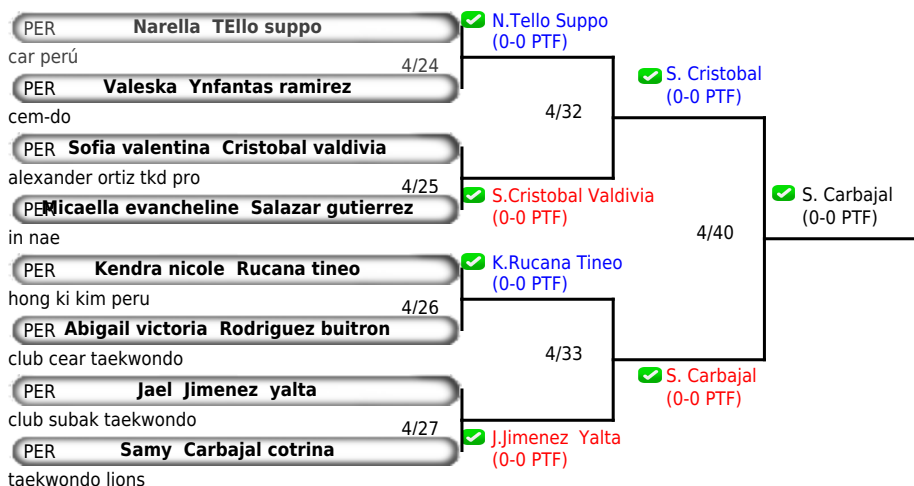 PER Narella TEllo suppo
car perú
4/24
PER Valeska Ynfantas ramirez
cem-do
PER Sofia valentina Cristobal valdivia
alexander ortiz tkd pro
4/25
PER Micaella evancheline Salazar gutierrez
in nae
PER Kendra nicole Rucana tineo
hong ki kim peru
4/26
PER Abigail victoria Rodriguez buitron
club cear taekwondo
PER Jael Jimenez yalta
club subak taekwondo
4/27
PER Samy Carbajal cotrina
taekwondo lions
N.Tello Suppo
(0-0 PTF)
4/32
S.Cristobal Valdivia
(0-0 PTF)
K.Rucana Tineo
(0-0 PTF)
4/33
J.Jimenez Yalta
(0-0 PTF)
S. Cristobal
(0-0 PTF)
4/40
S. Carbajal
(0-0 PTF)
S. Carbajal
(0-0 PTF)